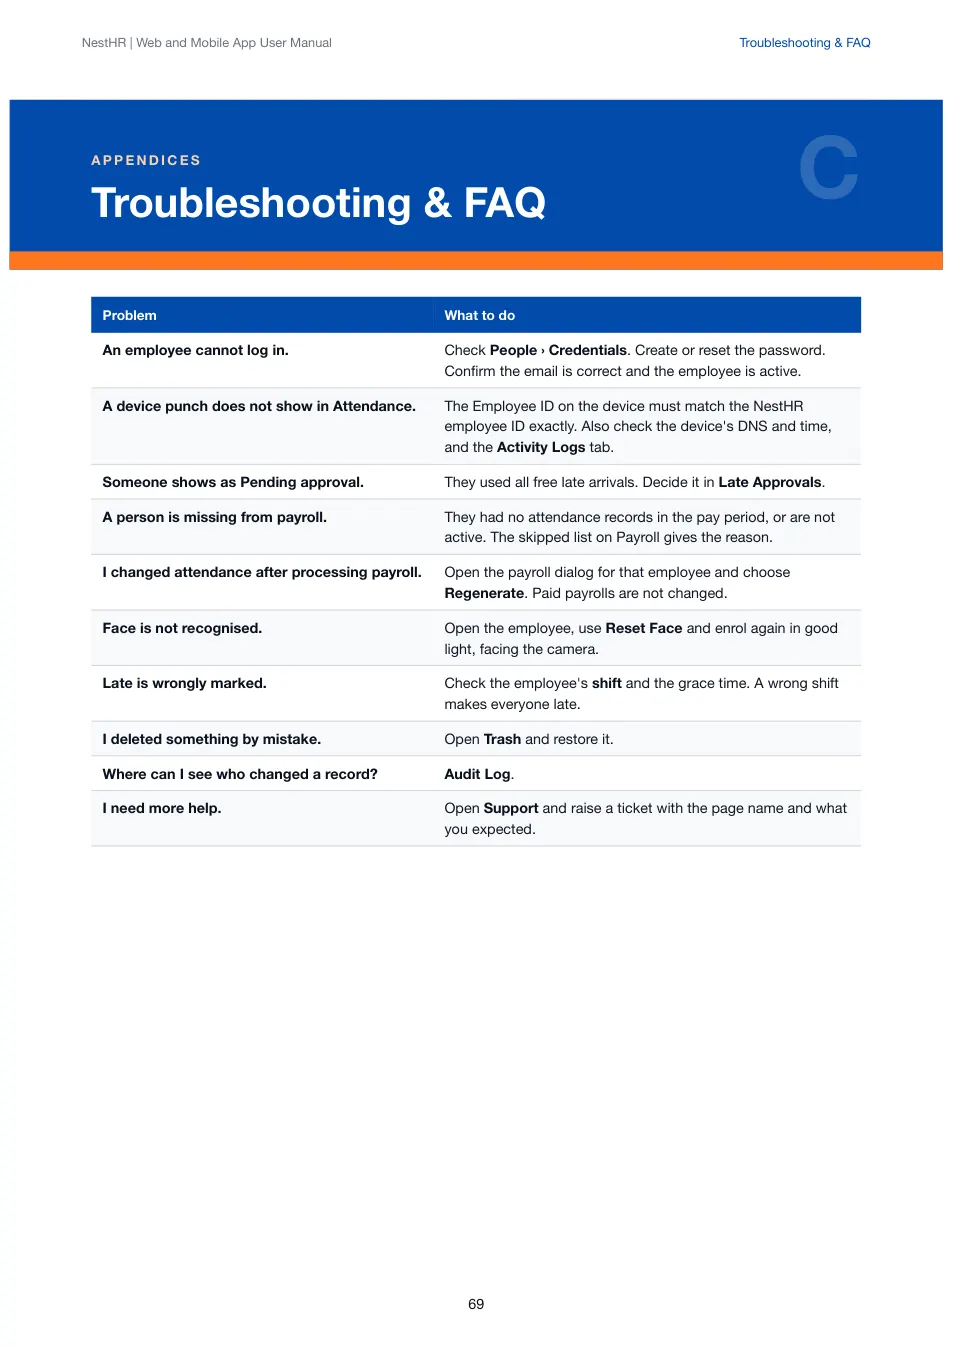 NestHR | Web and Mobile App User Manual
Troubleshooting & FAQ
APPENDICES
C
Troubleshooting & FAQ
Problem
What to do
An employee cannot log in.
Check People › Credentials. Create or reset the password.
Confirm the email is correct and the employee is active.
A device punch does not show in Attendance.
The Employee ID on the device must match the NestHR
employee ID exactly. Also check the device's DNS and time,
and the Activity Logs tab.
Someone shows as Pending approval.
They used all free late arrivals. Decide it in Late Approvals.
A person is missing from payroll.
They had no attendance records in the pay period, or are not
active. The skipped list on Payroll gives the reason.
I changed attendance after processing payroll.
Open the payroll dialog for that employee and choose
Regenerate. Paid payrolls are not changed.
Face is not recognised.
Open the employee, use Reset Face and enrol again in good
light, facing the camera.
Late is wrongly marked.
Check the employee's shift and the grace time. A wrong shift
makes everyone late.
I deleted something by mistake.
Open Trash and restore it.
Where can I see who changed a record?
Audit Log.
I need more help.
Open Support and raise a ticket with the page name and what
you expected.
69